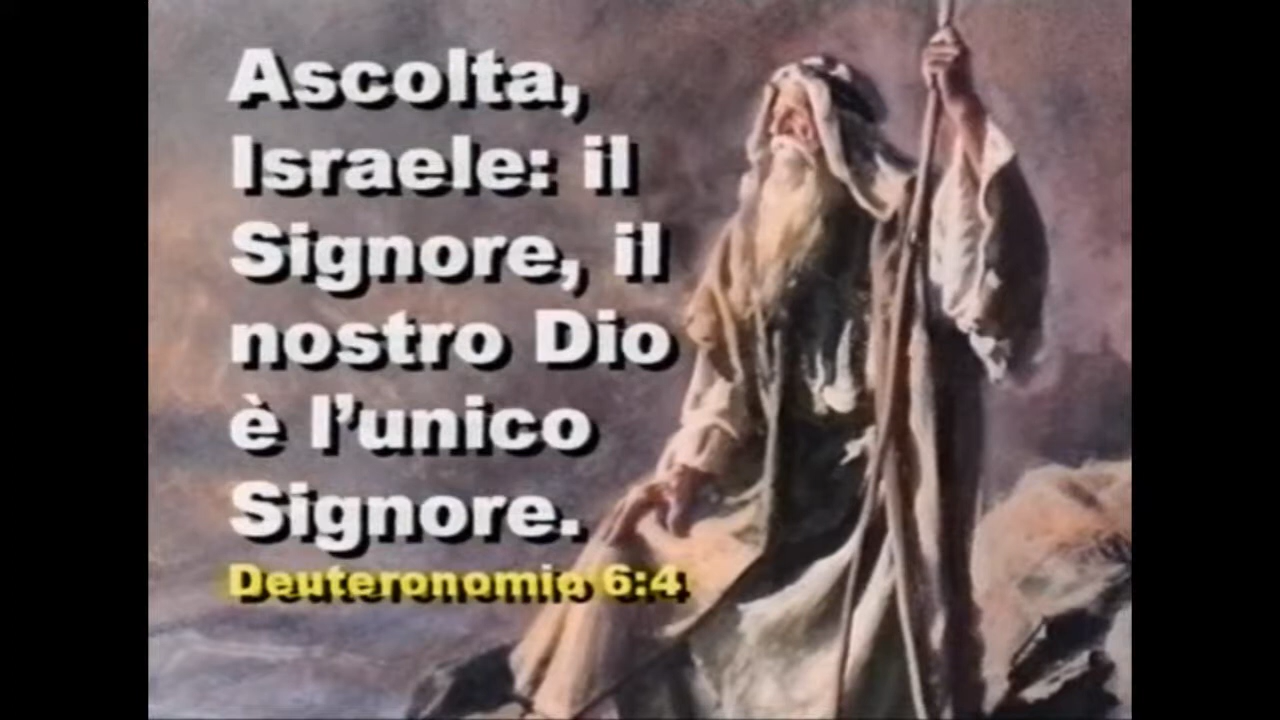 Ascolta,
Israele: il
Signore, il
nostro Dio
è l’unico
Signore.
Deuteronomio 6:4